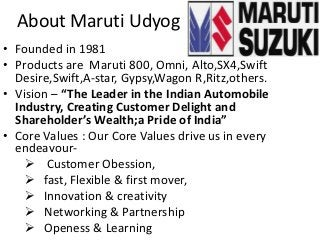 About Maruti Udyog
MARUTI
SUZUKI
• Founded in 1981
• Products are Maruti 800, Omni, Alto,SX4,Swift
Desire,Swift,A-star, Gypsy,Wagon R,Ritz,others.
• Vision – “The Leader in the Indian Automobile
Industry, Creating Customer Delight and
Shareholder’s Wealth;a Pride of India”
• Core Values : Our Core Values drive us in every
endeavour-
➢ Customer Obession,
➢ fast, Flexible & first mover,
➢ Innovation & creativity
➢ Networking & Partnership
➢ Openess & Learning